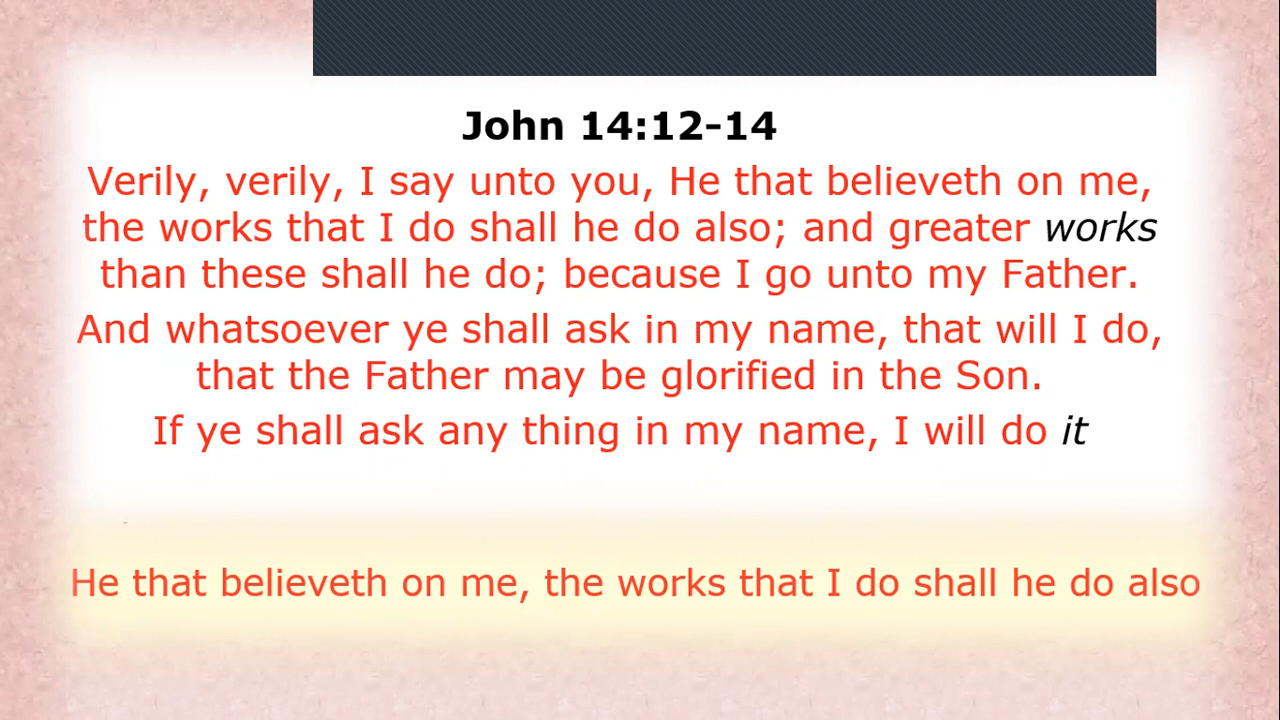 John 14:12-14
Verily, verily, I say unto you, He that believeth on me,
the works that I do shall he do also; and greater works
than these shall he do; because I go unto my Father.
And whatsoever ye shall ask in my name, that will I do,
that the Father may be glorified in the Son.
If ye shall ask any thing in my name, I will do it
He that believeth on me, the works that I do shall he do also